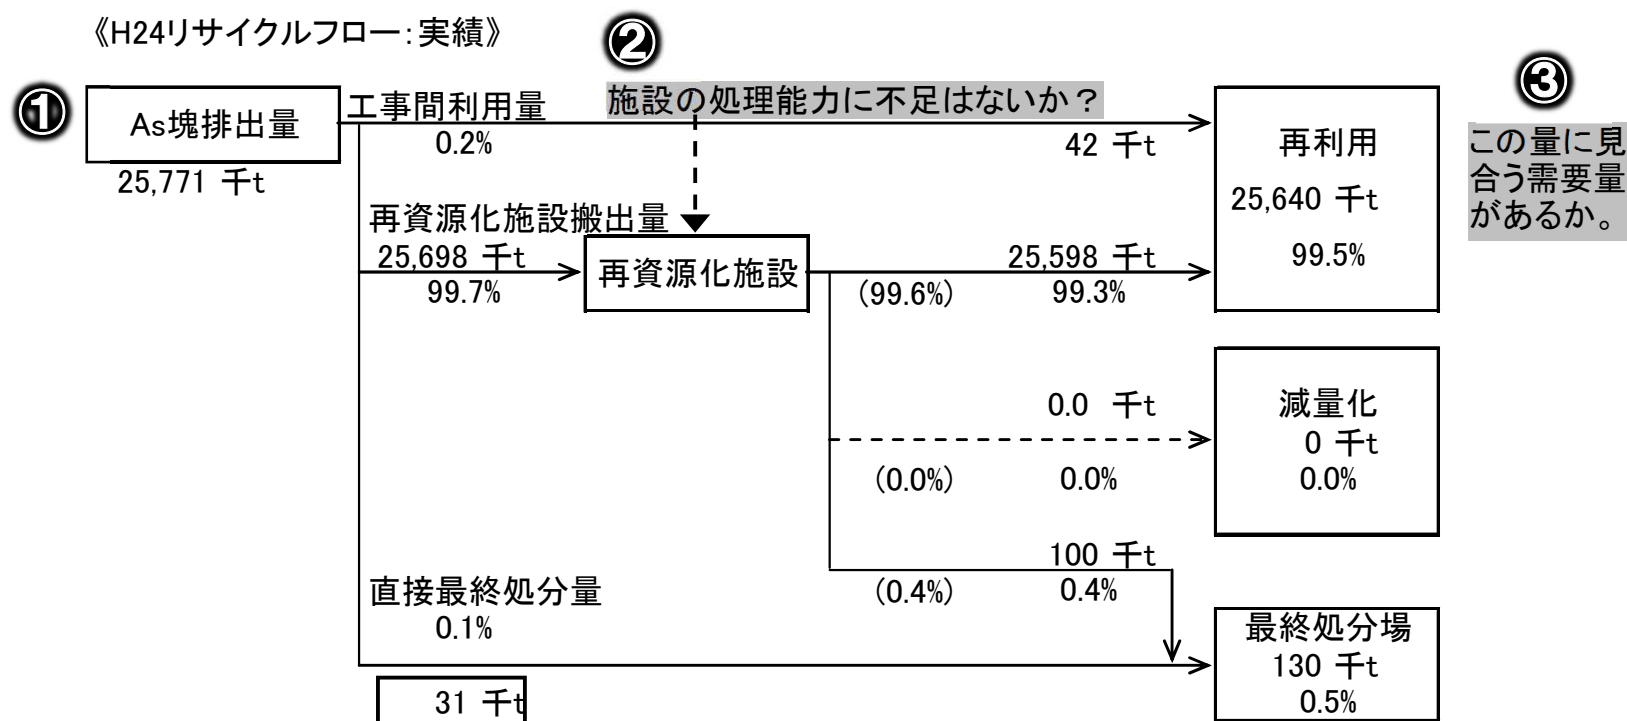 《H24リサイクルフロー：実績》
②
施設の処理能力に不足はないか？
①
As塊排出量
25,771 千t
工事間利用量
0.2%
42 千t
再利用
25,640 千t
99.5%
③
この量に見
合う需要量
があるか。
再資源化施設搬出量
25,698 千t
99.7%
再資源化施設
25,598 千t
(99.6%)
99.3%
0.0 千t
(0.0%)
0.0%
減量化
0 千t
0.0%
100 千t
(0.4%)
0.4%
直接最終処分量
0.1%
31 千t
最終処分場
130 千t
0.5%